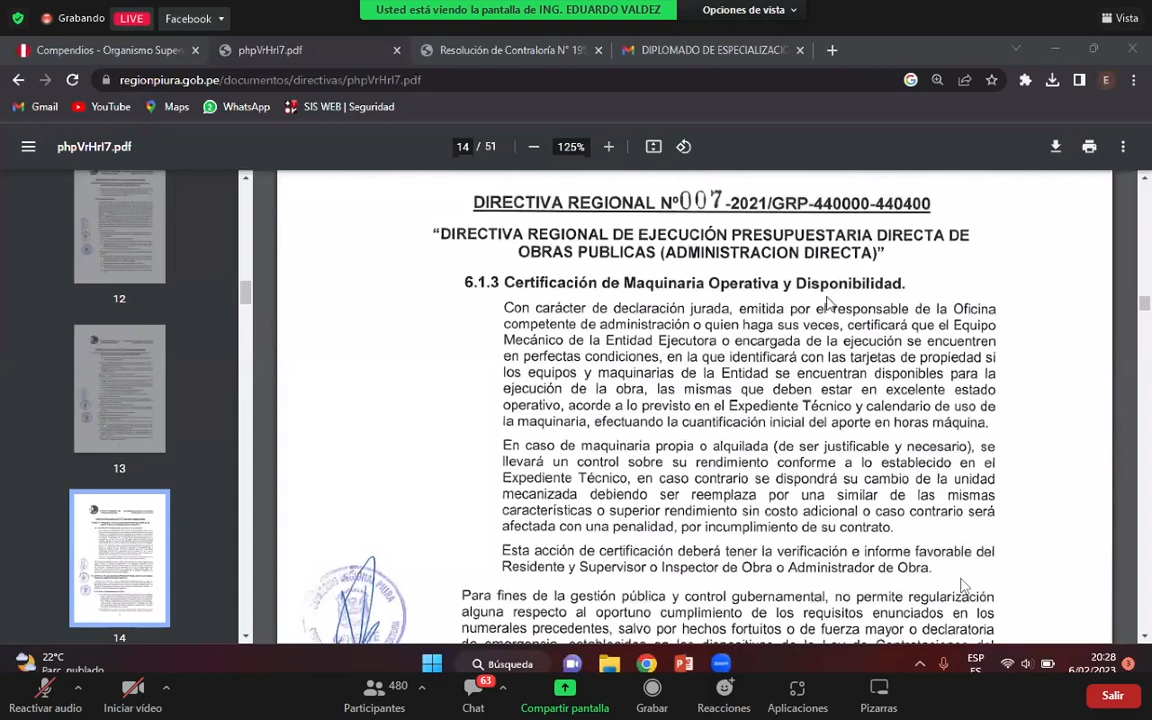 Grabando
LIVE
Facebook
Usted está viendo la pantalla de ING. EDUARDO VALDEZ
Opciones de vista
Vista
Compendios - Organismo Super
phpVrHrI7.pdf
Resolución de Contraloría N° 195
DIPLOMADO DE ESPECIALIZACIO
regionpiura.gob.pe/documentos/directivas/phpVrHrI7.pdf
E
Gmail
YouTube
Maps
WhatsApp
SIS WEB | Seguridad
phpVrHrI7.pdf
14 / 51
125%
12
13
14
DIRECTIVA REGIONAL Nº007-2021/GRP-440000-440400
“DIRECTIVA REGIONAL DE EJECUCIÓN PRESUPUESTARIA DIRECTA DE
OBRAS PUBLICAS (ADMINISTRACION DIRECTA)”
6.1.3 Certificación de Maquinaria Operativa y Disponibilidad.
Con carácter de declaración jurada, emitida por el responsable de la Oficina
competente de administración o quien haga sus veces, certificará que el Equipo
Mecánico de la Entidad Ejecutora o encargada de la ejecución se encuentren
en perfectas condiciones, en la que identificará con las tarjetas de propiedad si
los equipos y maquinarias de la Entidad se encuentran disponibles para la
ejecución de la obra, las mismas que deben estar en excelente estado
operativo, acorde a lo previsto en el Expediente Técnico y calendario de uso de
la maquinaria, efectuando la cuantificación inicial del aporte en horas máquina.
En caso de maquinaria propia o alquilada (de ser justificable y necesario), se
llevará un control sobre su rendimiento conforme a lo establecido en el
Expediente Técnico, en caso contrario se dispondrá su cambio de la unidad
mecanizada debiendo ser reemplaza por una similar de las mismas
características o superior rendimiento sin costo adicional o caso contrario será
afectada con una penalidad, por incumplimiento de su contrato.
Esta acción de certificación deberá tener la verificación e informe favorable del
Residente y Supervisor o Inspector de Obra o Administrador de Obra.
Para fines de la gestión pública y control gubernamental, no permite regularización
alguna respecto al oportuno cumplimiento de los requisitos enunciados en los
numerales precedentes, salvo por hechos fortuitos o de fuerza mayor o declaratoria
22°C
Parc. nublado
Búsqueda
ESP
ES
20:28
6/02/2023
3
Reactivar audio
Iniciar vídeo
480
Participantes
63
Chat
Compartir pantalla
Grabar
Reacciones
Aplicaciones
Pizarras
Salir